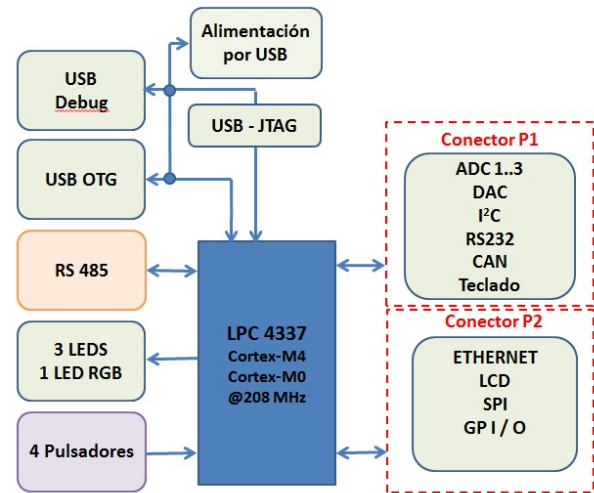 Alimentación
por USB
USB
Debug
USB - JTAG
USB OTG
RS 485
3 LEDS
1 LED RGB
4 Pulsadores
LPC 4337
Cortex-M4
Cortex-M0
@208 MHz
Conector P1
ADC 1..3
DAC
I²C
RS232
CAN
Teclado
Conector P2
ETHERNET
LCD
SPI
GP I / O